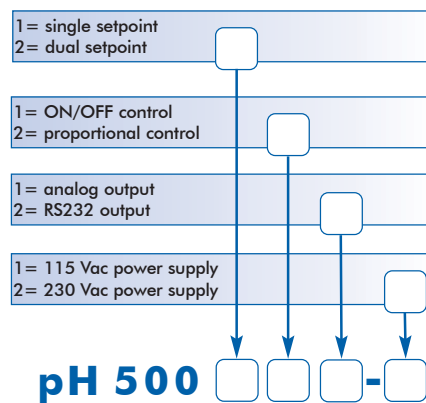 1= single setpoint
2= dual setpoint
1= ON/OFF control
2= proportional control
1= analog output
2= RS232 output
1= 115 Vac power supply
2= 230 Vac power supply
pH 500 -